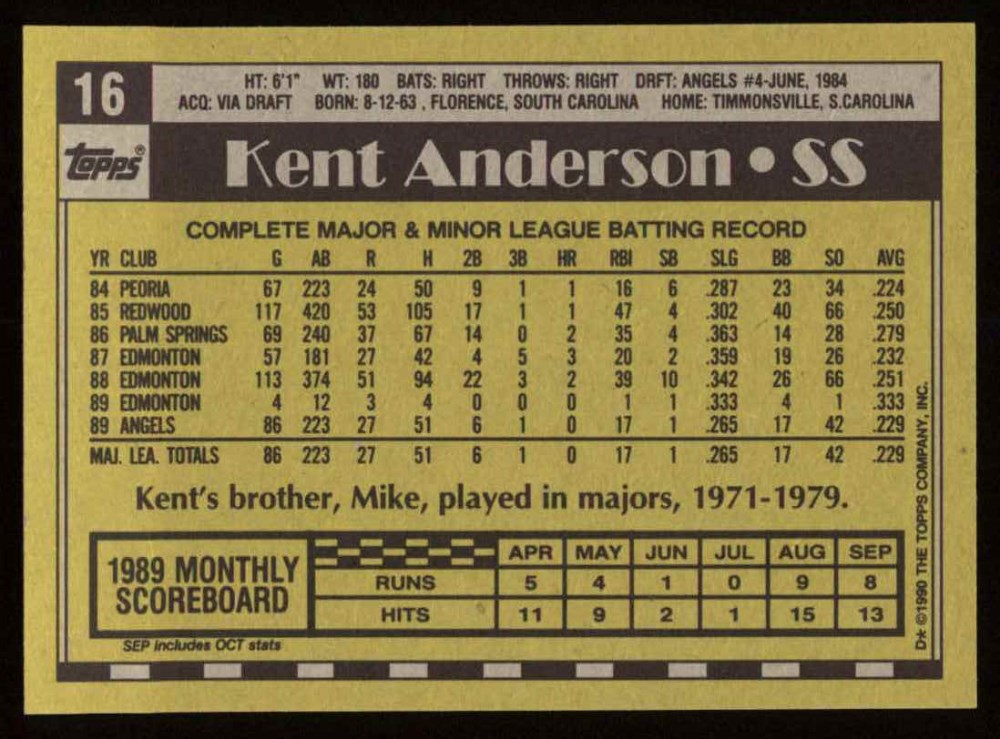 16
HT: 6'1" WT: 180 BATS: RIGHT THROWS: RIGHT DRFT: ANGELS #4-JUNE, 1984
ACQ: VIA DRAFT BORN: 8-12-63 , FLORENCE, SOUTH CAROLINA HOME: TIMMONSVILLE, S.CAROLINA
TOPPS®
Kent Anderson • SS
COMPLETE MAJOR & MINOR LEAGUE BATTING RECORD
YR CLUB G AB R H 2B 3B HR RBI SB SLG BB SO AVG
84 PEORIA 67 223 24 50 9 1 1 16 6 .287 23 34 .224
85 REDWOOD 117 420 53 105 17 1 1 47 4 .302 40 66 .250
86 PALM SPRINGS 69 240 37 67 14 0 2 35 4 .363 14 28 .279
87 EDMONTON 57 181 27 42 4 5 3 20 2 .359 19 26 .232
88 EDMONTON 113 374 51 94 22 3 2 39 10 .342 26 66 .251
89 EDMONTON 4 12 3 4 0 0 0 1 1 .333 4 1 .333
89 ANGELS 86 223 27 51 6 1 0 17 1 .265 17 42 .229
MAJ. LEA. TOTALS 86 223 27 51 6 1 0 17 1 .265 17 42 .229
Kent's brother, Mike, played in majors, 1971-1979.
1989 MONTHLY
SCOREBOARD
APR MAY JUN JUL AUG SEP
RUNS 5 4 1 0 9 8
HITS 11 9 2 1 15 13
SEP includes OCT stats
D* ©1990 THE TOPPS COMPANY, INC.